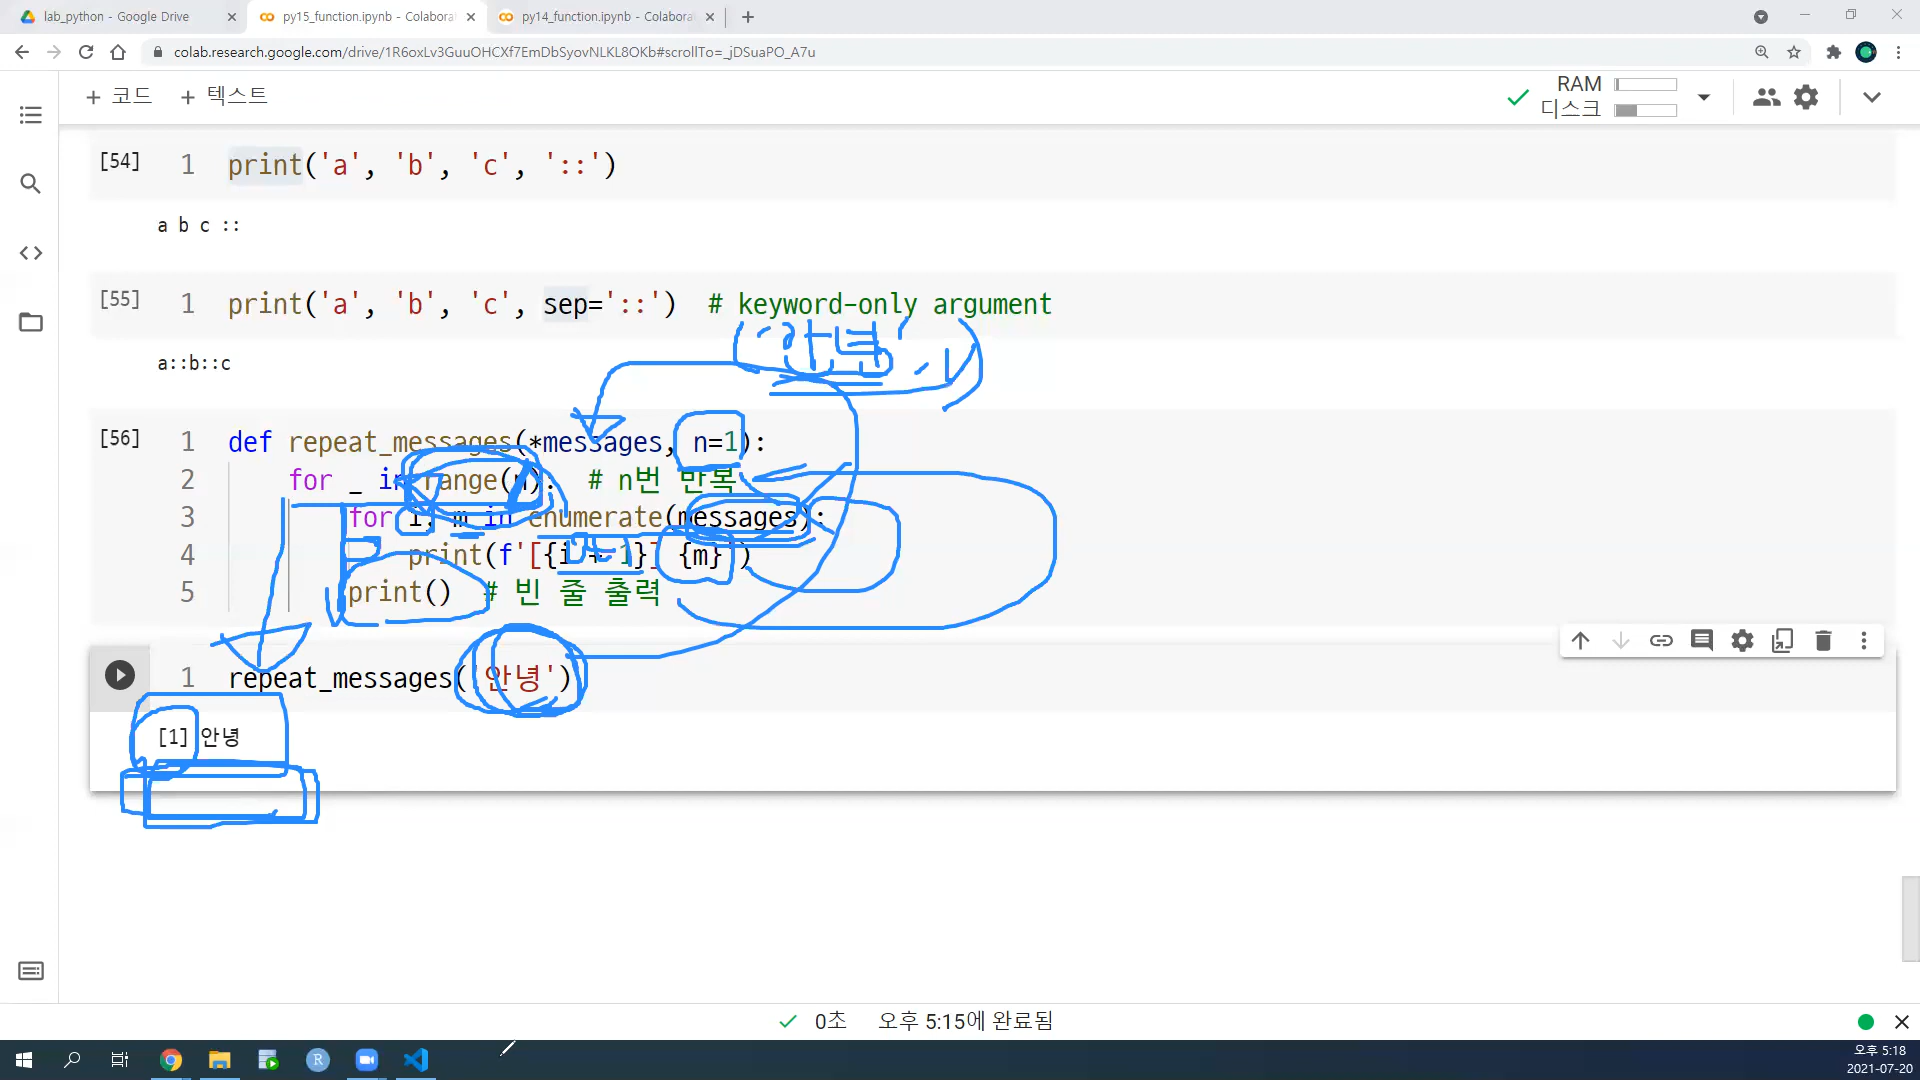 lab_python - Google Drive
py15_function.ipynb - Colabora
py14_function.ipynb - Colabora
colab.research.google.com/drive/1R6oxLv3GuuOHCXf7EmDbSyovNLKL8OKb#scrollTo=_jDSuaPO_A7u
+ 코드 + 텍스트
RAM
디스크
[54] 1 print('a', 'b', 'c', '::')
a b c ::
[55] 1 print('a', 'b', 'c', sep='::') # keyword-only argument
a::b::c
[56] 1 def repeat_messages(*messages, n=1):
2 for _ in range(n): # n번 반복
3 for i, m in enumerate(messages):
4 print(f'[{i + 1}] {m}')
5 print() # 빈 줄 출력
1 repeat_messages('안녕')
[1] 안녕
0초 오후 5:15에 완료됨
오후 5:18
2021-07-20